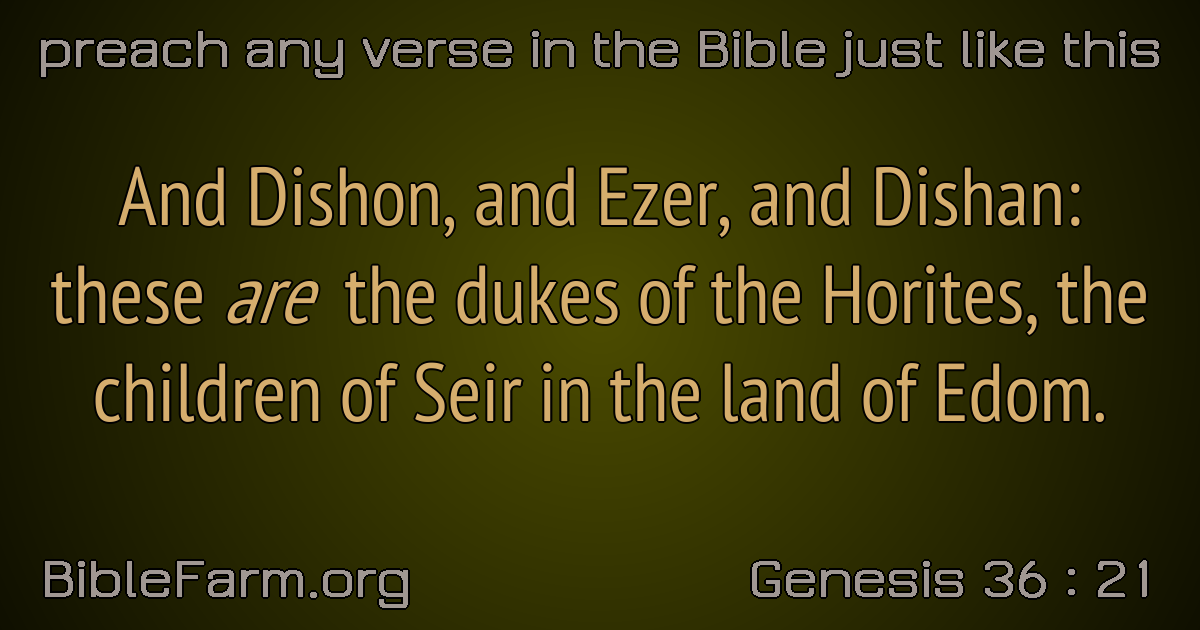 preach any verse in the Bible just like this
And Dishon, and Ezer, and Dishan:
these are the dukes of the Horites, the
children of Seir in the land of Edom.
BibleFarm.org
Genesis 36 : 21